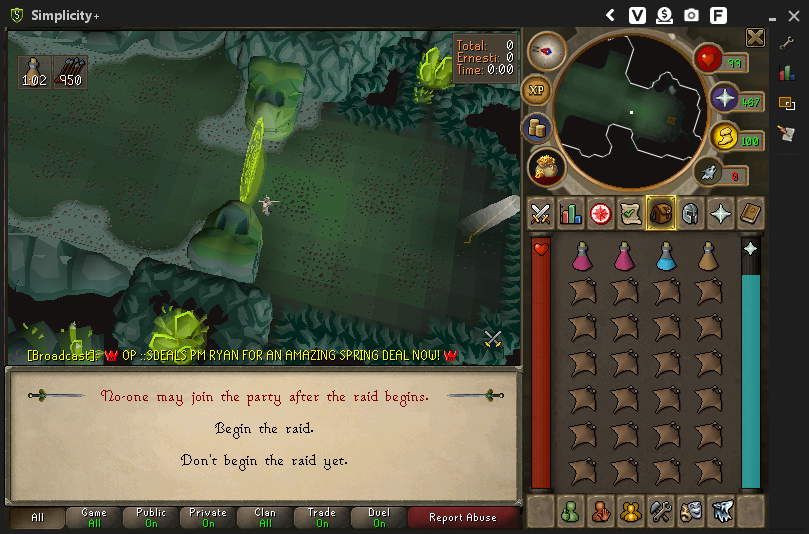 Simplicity+
V
F
Total: 0
Ernesti: 0
Time: 0:00
1:02
950
XP
99
100
0
[Broadcast]: OP ::SDEALS PM RYAN FOR AN AMAZING SPRING DEAL NOW!
No-one may join the party after the raid begins.
Begin the raid.
Don't begin the raid yet.
All
Game
All
Public
On
Private
On
Clan
All
Trade
On
Duel
On
Report Abuse